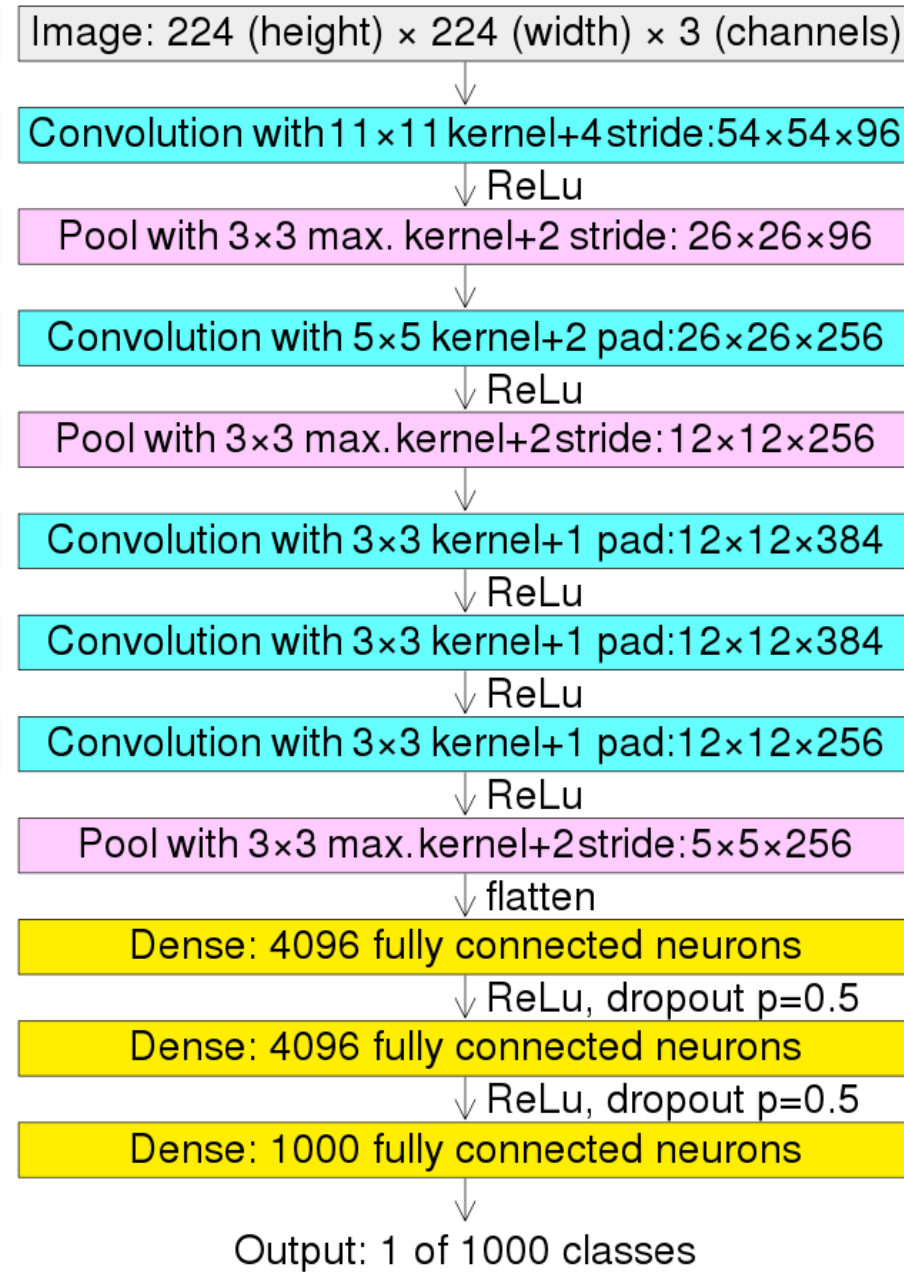 Image: 224 (height) × 224 (width) × 3 (channels)
Convolution with 11×11 kernel+4 stride:54×54×96
ReLu
Pool with 3×3 max. kernel+2 stride: 26×26×96
Convolution with 5×5 kernel+2 pad:26×26×256
ReLu
Pool with 3×3 max. kernel+2 stride: 12×12×256
Convolution with 3×3 kernel+1 pad:12×12×384
ReLu
Convolution with 3×3 kernel+1 pad:12×12×384
ReLu
Convolution with 3×3 kernel+1 pad:12×12×256
ReLu
Pool with 3×3 max. kernel+2 stride: 5×5×256
flatten
Dense: 4096 fully connected neurons
ReLu, dropout p=0.5
Dense: 4096 fully connected neurons
ReLu, dropout p=0.5
Dense: 1000 fully connected neurons
Output: 1 of 1000 classes